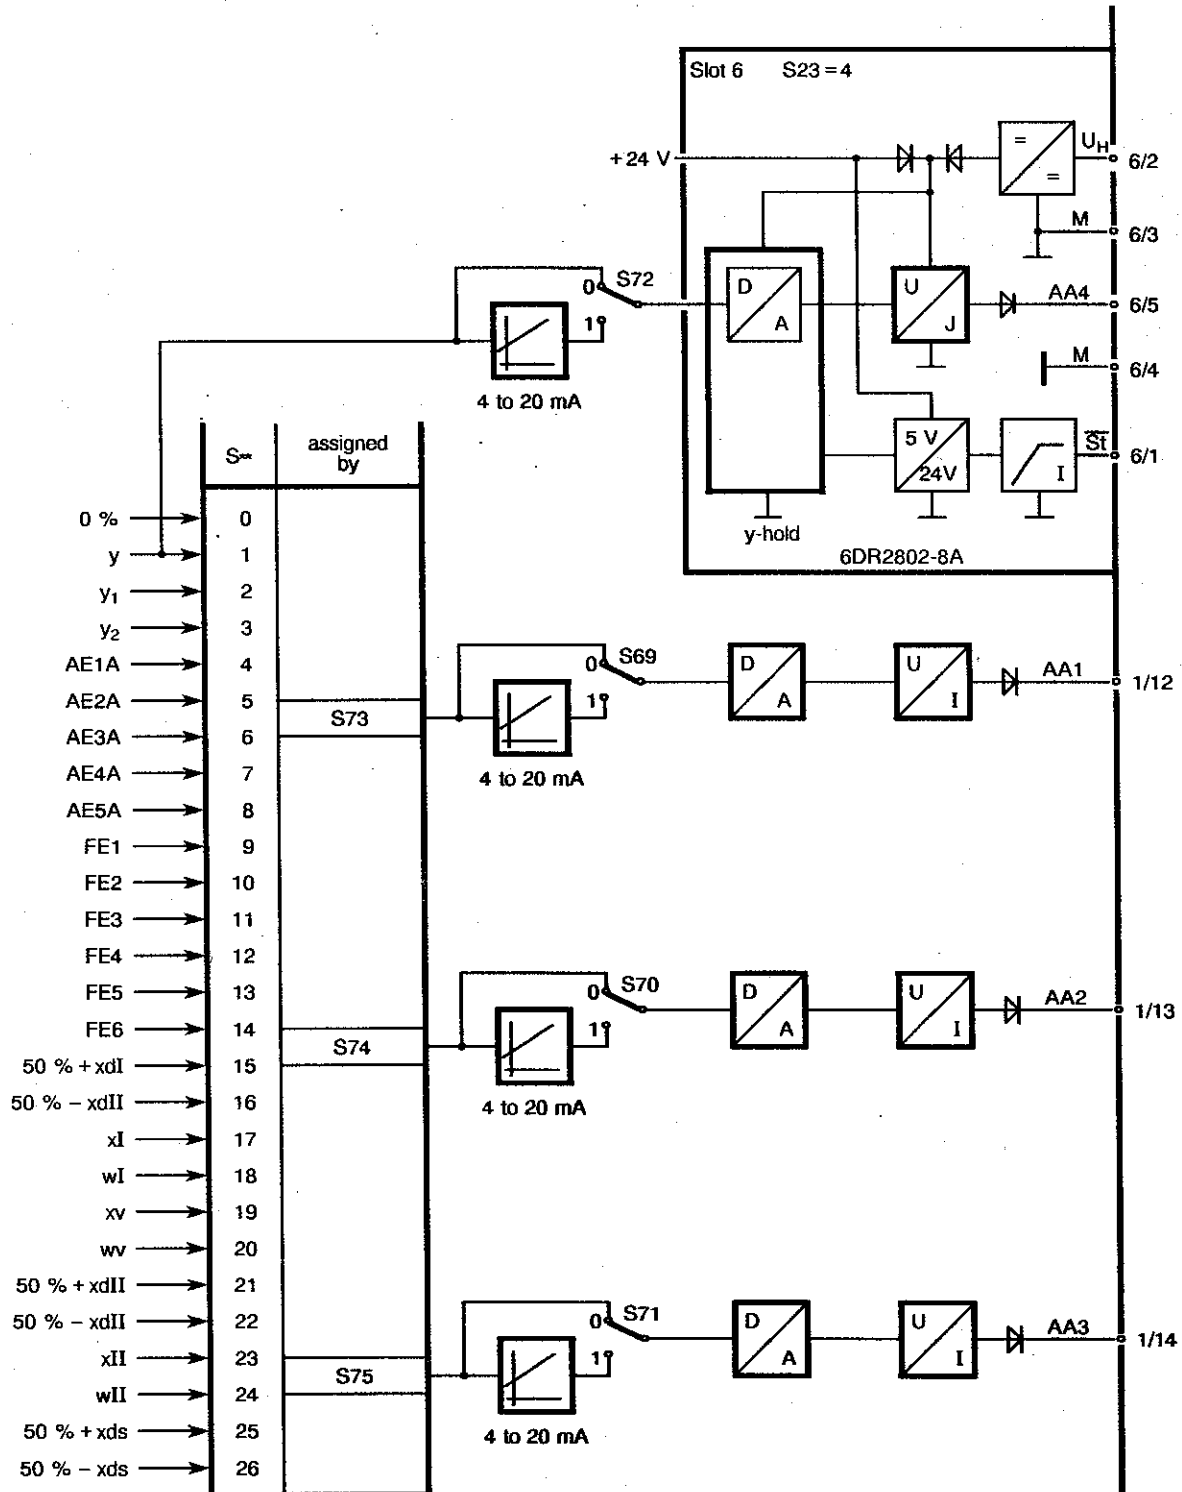 Slot 6 S23 = 4
+ 24 V
=
=
U_H
6/2
M
6/3
0
S72
D
A
U
J
AA4
6/5
1
M
6/4
4 to 20 mA
5 V
24V
I
St
6/1
y-hold
6DR2802-8A
S** assigned by
0 % 0
y 1
y₁ 2
y₂ 3
AE1A 4
AE2A 5
S73
AE3A 6
AE4A 7
AE5A 8
FE1 9
FE2 10
FE3 11
FE4 12
FE5 13
FE6 14
S74
50 % + xdI 15
50 % − xdII 16
xI 17
wI 18
xv 19
wv 20
50 % + xdII 21
50 % − xdII 22
xII 23
S75
wII 24
50 % + xds 25
50 % − xds 26
0
S69
D
A
U
I
AA1
1/12
1
4 to 20 mA
0
S70
D
A
U
I
AA2
1/13
1
4 to 20 mA
0
S71
D
A
U
I
AA3
1/14
1
4 to 20 mA